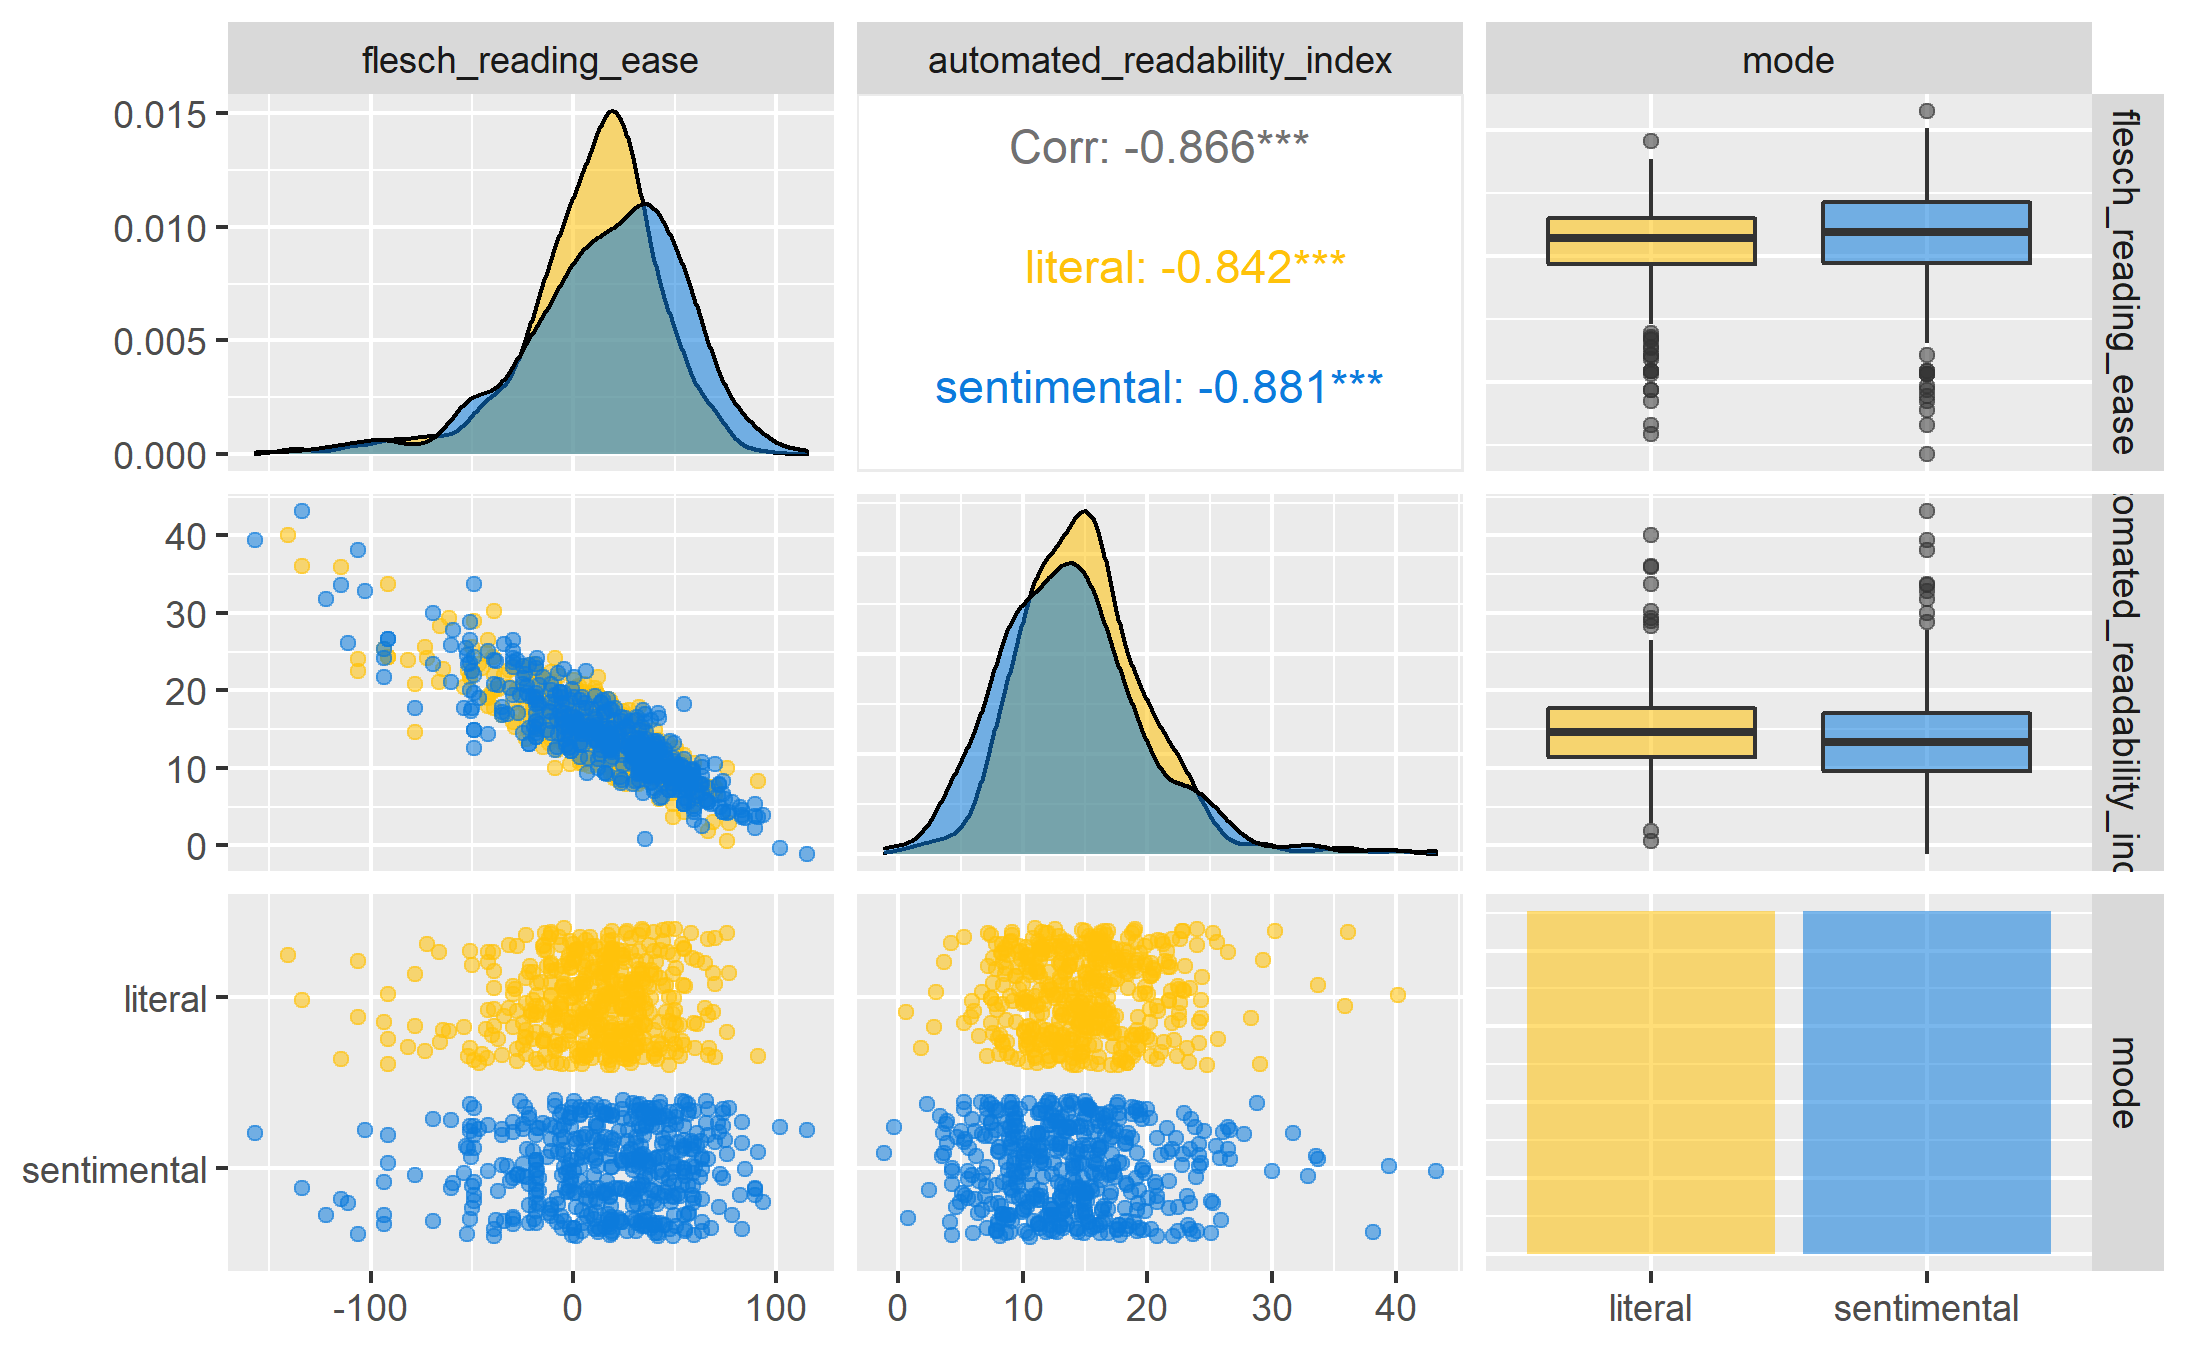 flesch_reading_ease
automated_readability_index
mode
0.015
0.010
0.005
0.000
Corr: -0.866***
literal: -0.842***
sentimental: -0.881***
flesch_reading_ease
40
30
20
10
0
omated_readability_ind
literal
sentimental
mode
-100
0
100
0
10
20
30
40
literal
sentimental